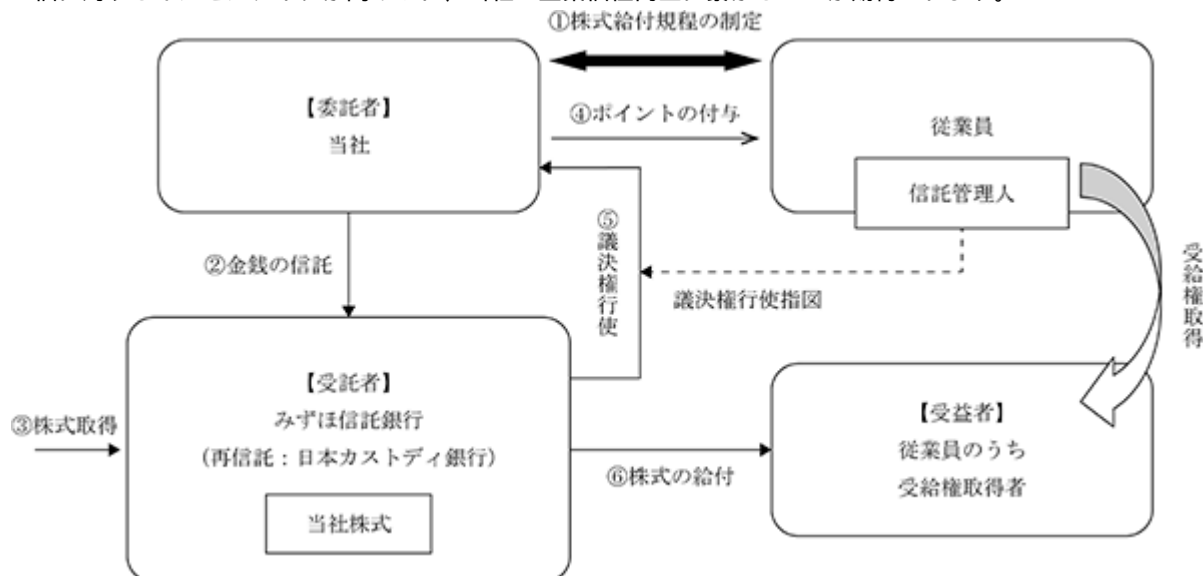 ①株式給付規程の制定
【委託者】
当社
④ポイントの付与
従業員
信託管理人
②金銭の信託
⑤議決権行使
議決権行使指図
受給権取得
③株式取得
【受託者】
みずほ信託銀行
（再信託：日本カストディ銀行）
当社株式
⑥株式の給付
【受益者】
従業員のうち
受給権取得者